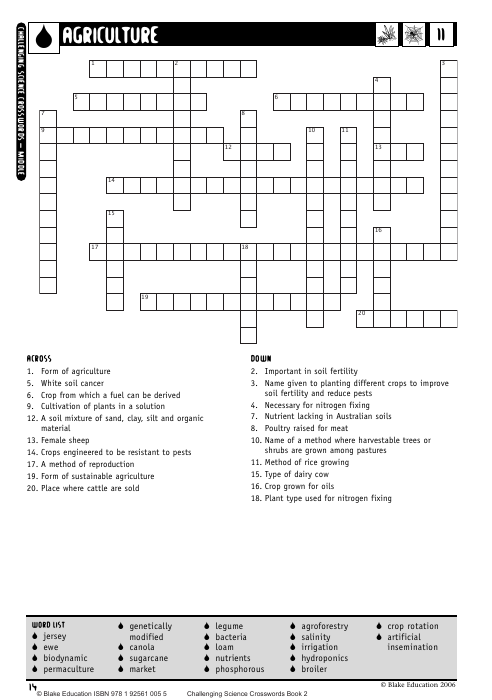 AGRICULTURE
11
CHALLENGING SCIENCE CROSSWORDS – MIDDLE
1 2 3
4
5 6
7 8
9 10 11
12 13
14
15
16
17 18
19
20
ACROSS
1. Form of agriculture
5. White soil cancer
6. Crop from which a fuel can be derived
9. Cultivation of plants in a solution
12. A soil mixture of sand, clay, silt and organic
material
13. Female sheep
14. Crops engineered to be resistant to pests
17. A method of reproduction
19. Form of sustainable agriculture
20. Place where cattle are sold
DOWN
2. Important in soil fertility
3. Name given to planting different crops to improve
soil fertility and reduce pests
4. Necessary for nitrogen fixing
7. Nutrient lacking in Australian soils
8. Poultry raised for meat
10. Name of a method where harvestable trees or
shrubs are grown among pastures
11. Method of rice growing
15. Type of dairy cow
16. Crop grown for oils
18. Plant type used for nitrogen fixing
WORD LIST
jersey
ewe
biodynamic
permaculture
genetically
modified
canola
sugarcane
market
legume
bacteria
loam
nutrients
phosphorous
agroforestry
salinity
irrigation
hydroponics
broiler
crop rotation
artificial
insemination
14
© Blake Education 2006
© Blake Education ISBN 978 1 92561 005 5 Challenging Science Crosswords Book 2